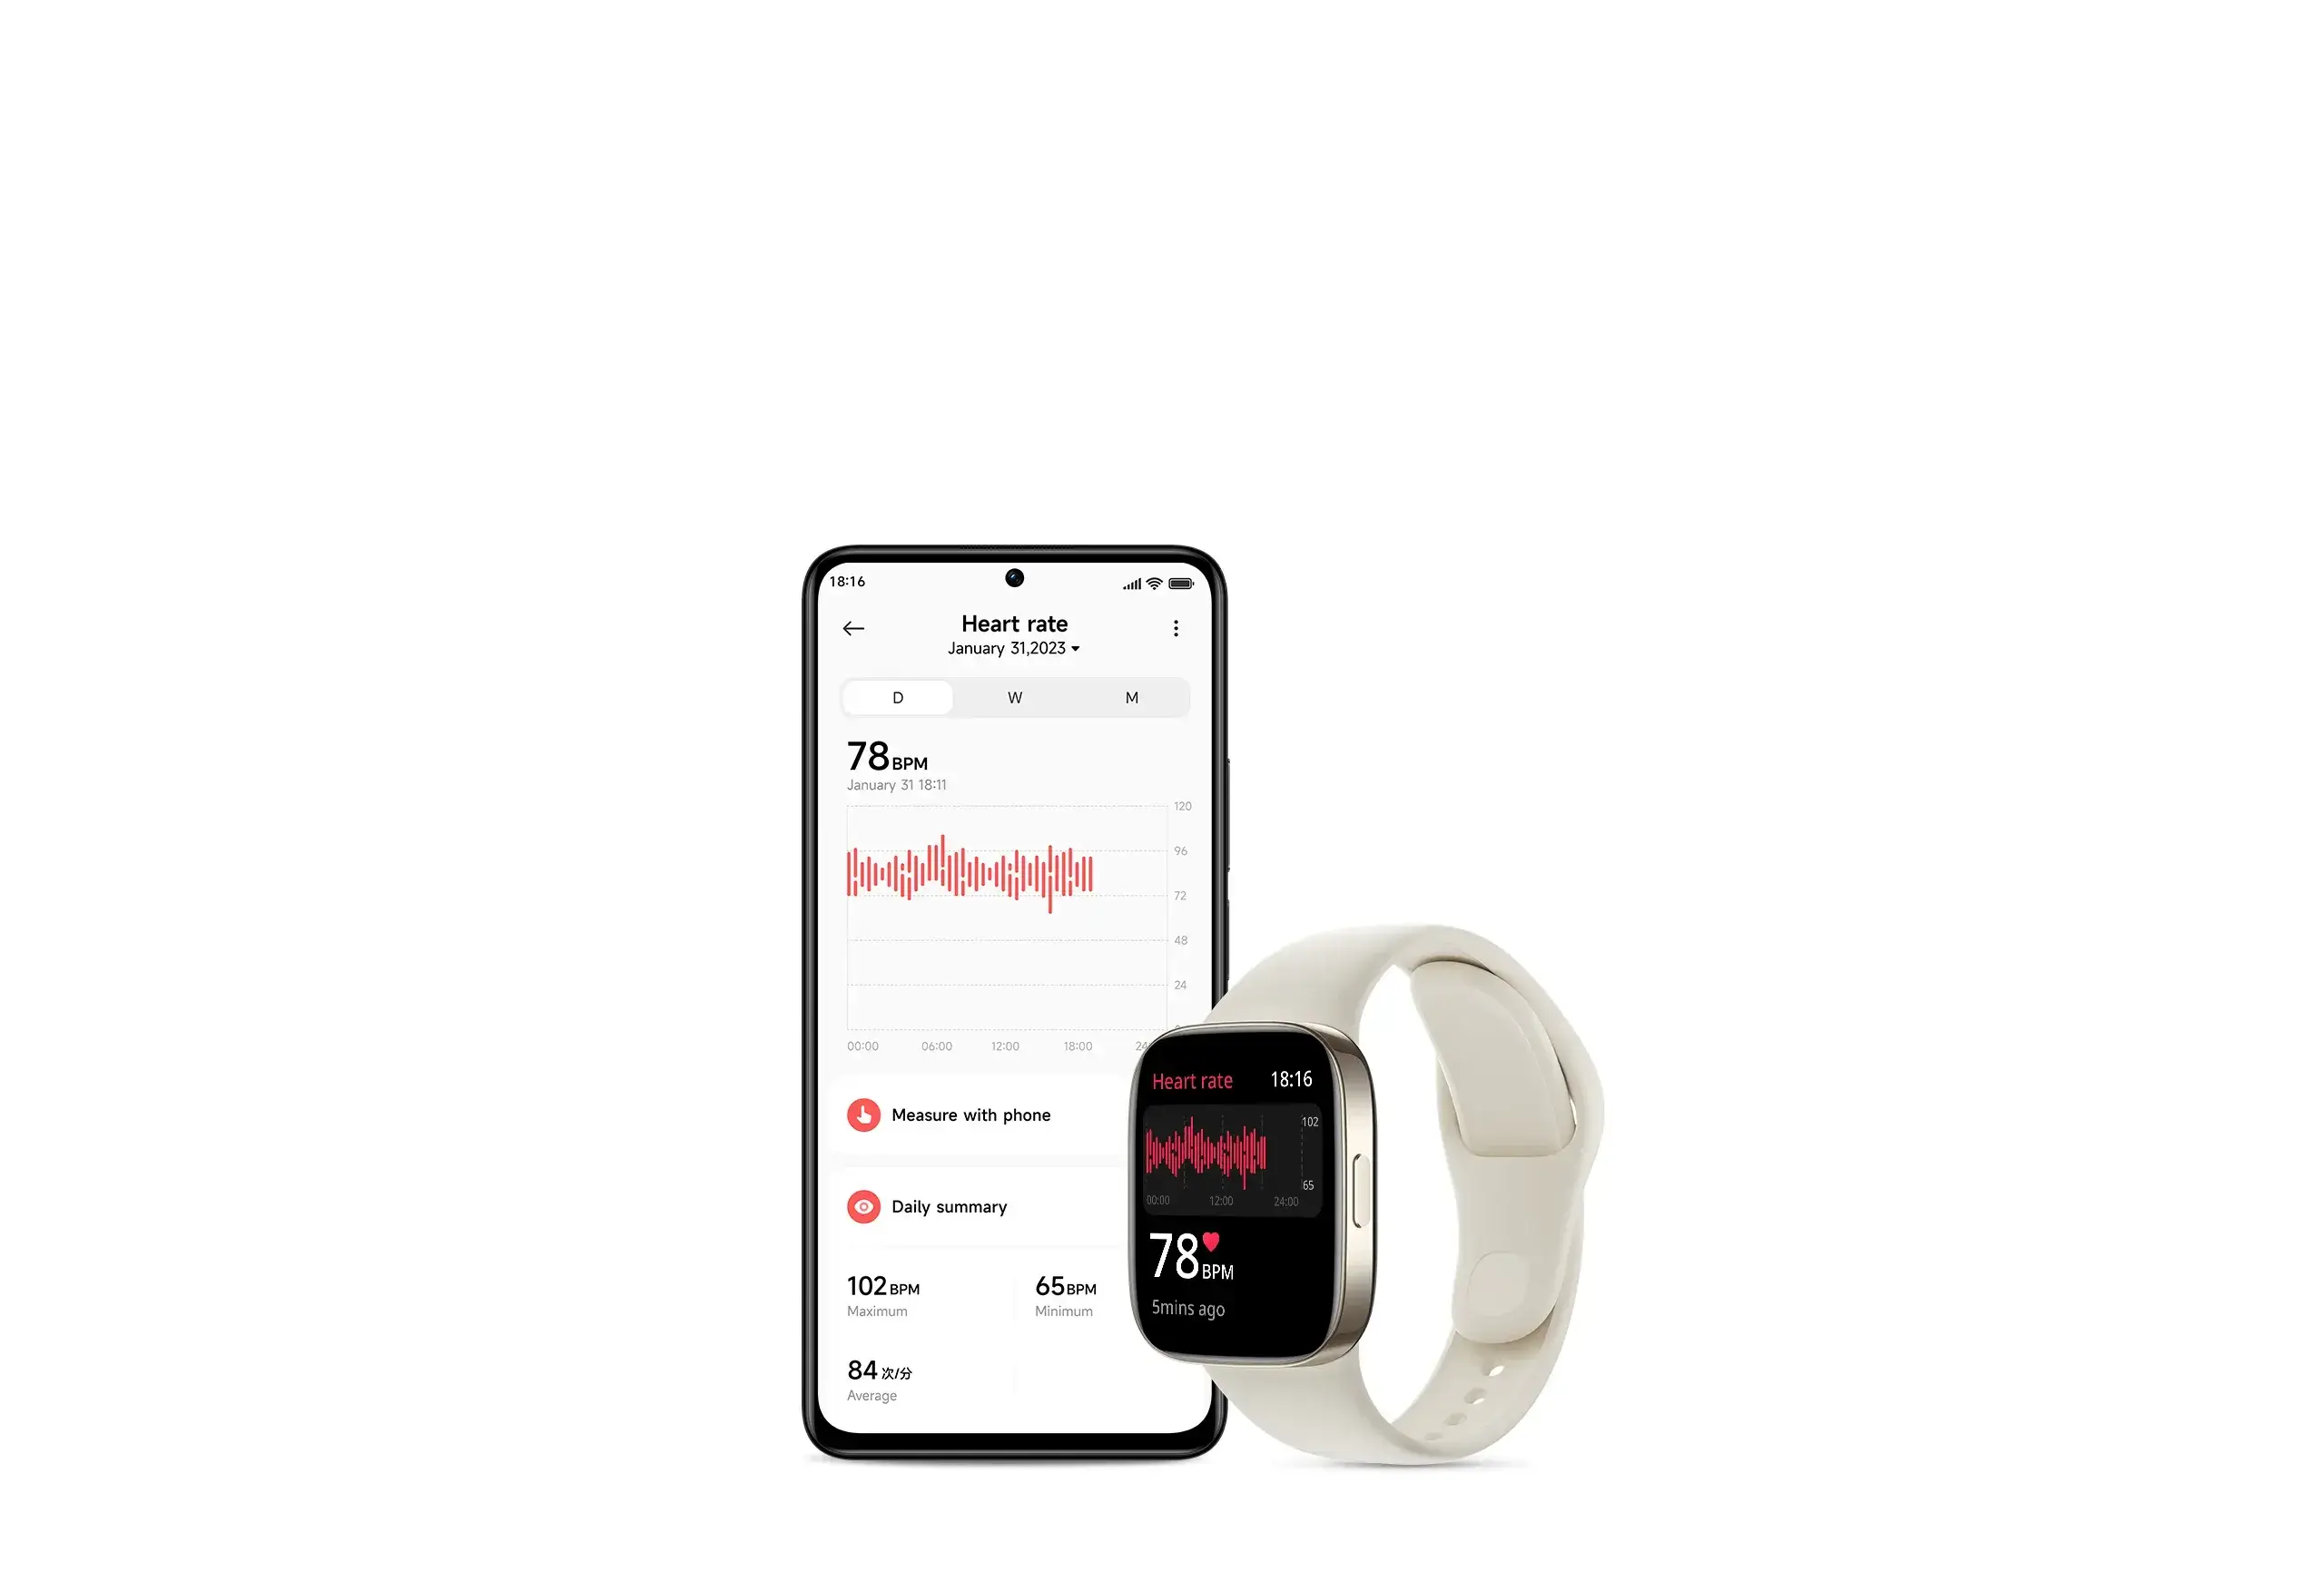 18:16
Heart rate
January 31,2023
D W M
78 BPM
January 31 18:11
120
96
72
48
24
00:00 06:00 12:00 18:00
Measure with phone
Daily summary
102 BPM 65 BPM
Maximum Minimum
84 次/分
Average
Heart rate 18:16
102
65
00:00 12:00 24:00
78 BPM
5mins ago